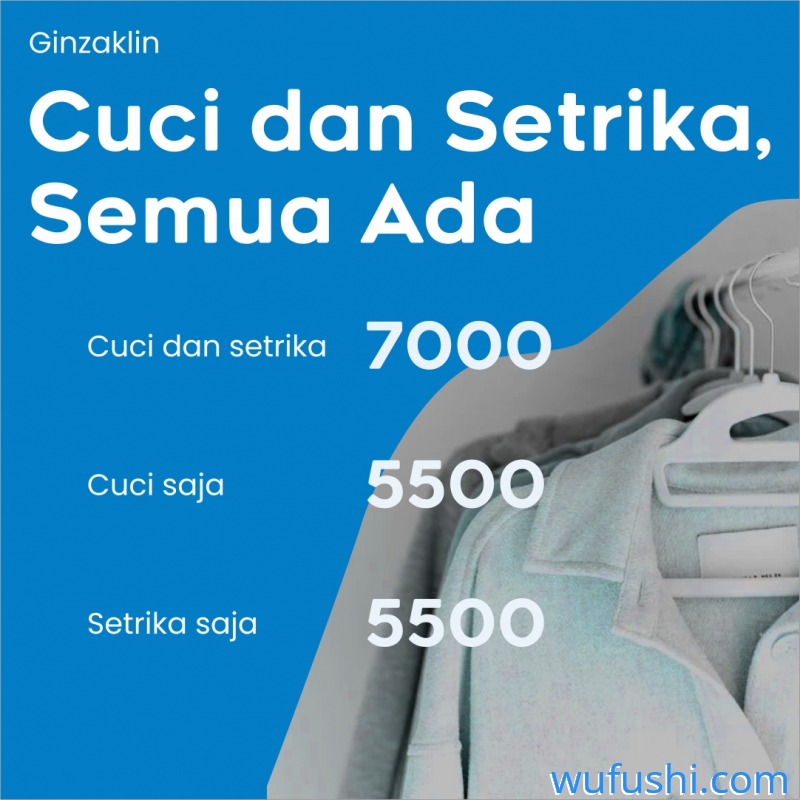 Ginzaklin
Cuci dan Setrika,
Semua Ada
Cuci dan setrika 7000
Cuci saja 5500
Setrika saja 5500
wufushi.com